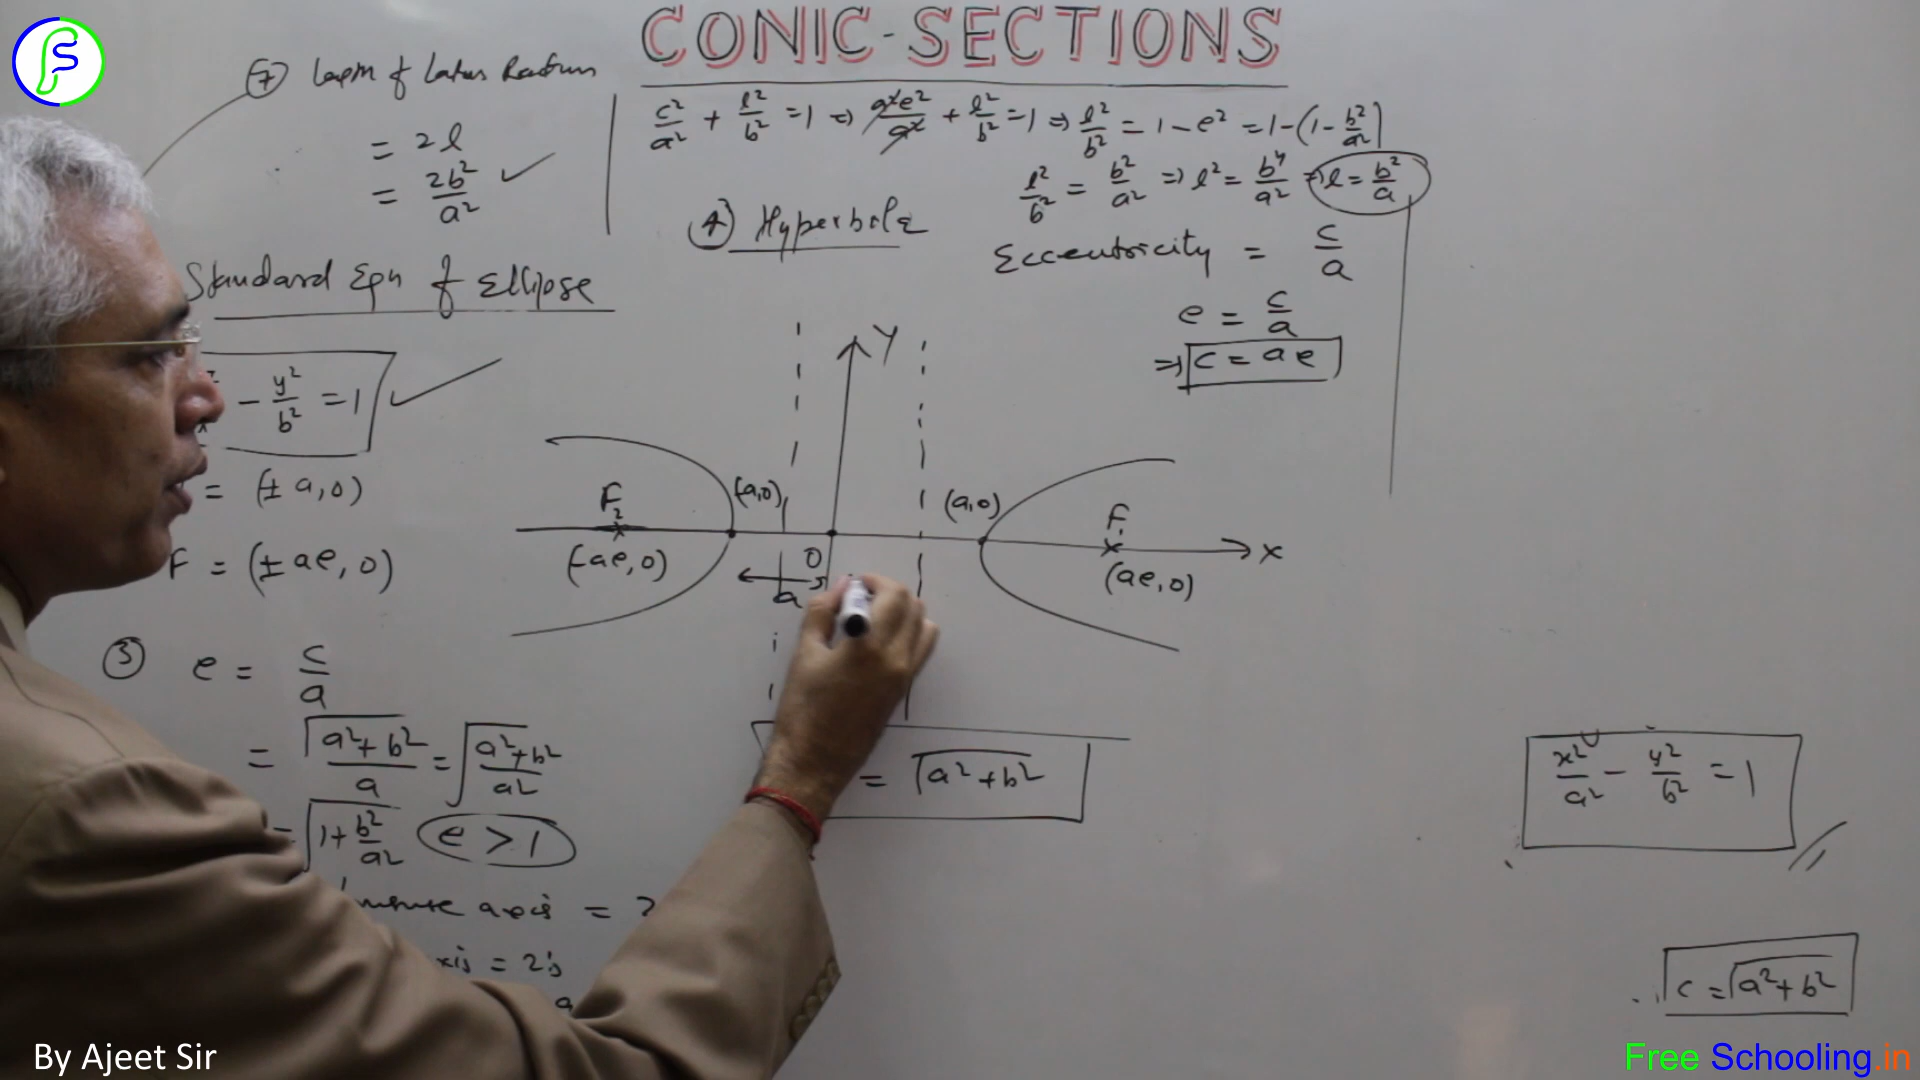 CONIC-SECTIONS
⑦ Length of Latus Rectum
= 2l
= 2b²/a²
c²/a² + l²/b² = 1 ⇒ a²e²/a² + l²/b² = 1 ⇒ l²/b² = 1 - e² = 1 - (1 - b²/a²)
l²/b² = b²/a² ⇒ l² = b⁴/a² ⇒ l = b²/a
④ Hyperbola
Eccentricity = c/a
e = c/a
⇒ c = ae
Standard Eqn of Ellipse
- y²/b² = 1
= (± a, 0)
F = (± ae, 0)
Y
F₂
(-a,0)
(a,0)
F₁
X
(-ae, 0)
O
(ae, 0)
a
③ e = c/a
= √a²+b²/a = √a²+b²/a²
= √1+b²/a² e > 1
axis = 2
xis = 2b
= √a²+b²
x²/a² - y²/b² = 1
c = √a²+b²
By Ajeet Sir
Free Schooling.in